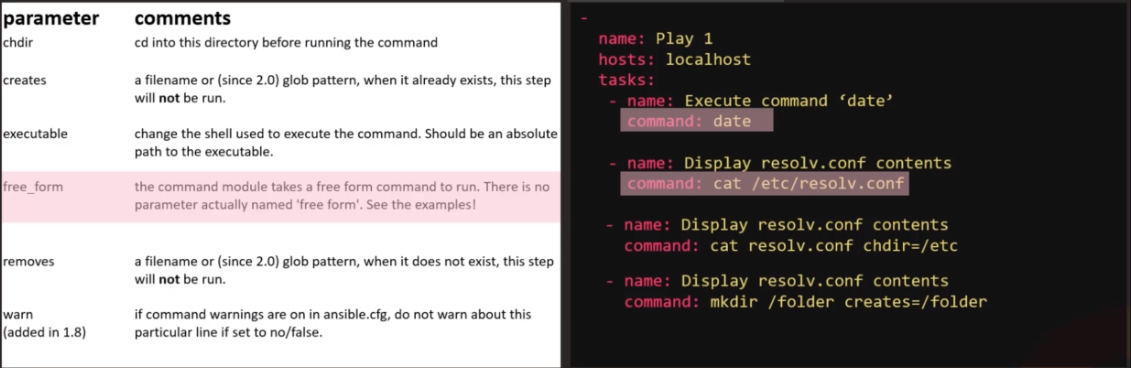 parameter comments
chdir cd into this directory before running the command
creates a filename or (since 2.0) glob pattern, when it already exists, this step
will not be run.
executable change the shell used to execute the command. Should be an absolute
path to the executable.
free_form the command module takes a free form command to run. There is no
parameter actually named 'free form'. See the examples!
removes a filename or (since 2.0) glob pattern, when it does not exist, this step
will not be run.
warn if command warnings are on in ansible.cfg, do not warn about this
(added in 1.8) particular line if set to no/false.
-
name: Play 1
hosts: localhost
tasks:
- name: Execute command ‘date’
command: date
- name: Display resolv.conf contents
command: cat /etc/resolv.conf
- name: Display resolv.conf contents
command: cat resolv.conf chdir=/etc
- name: Display resolv.conf contents
command: mkdir /folder creates=/folder